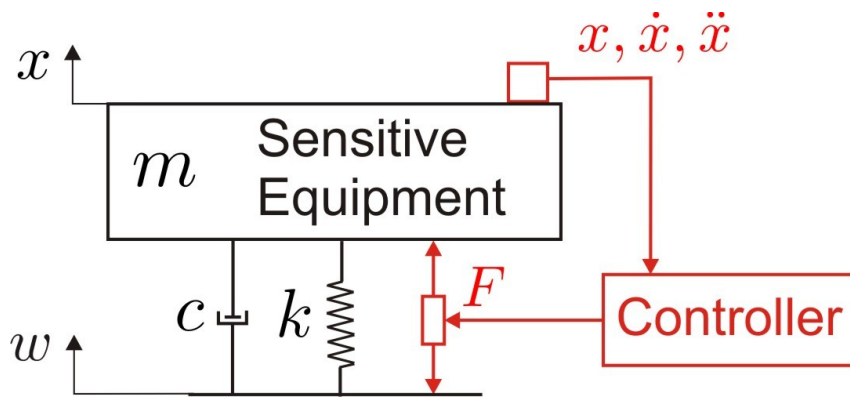 x, ẋ, ẍ
x
m
Sensitive
Equipment
c
k
F
Controller
w